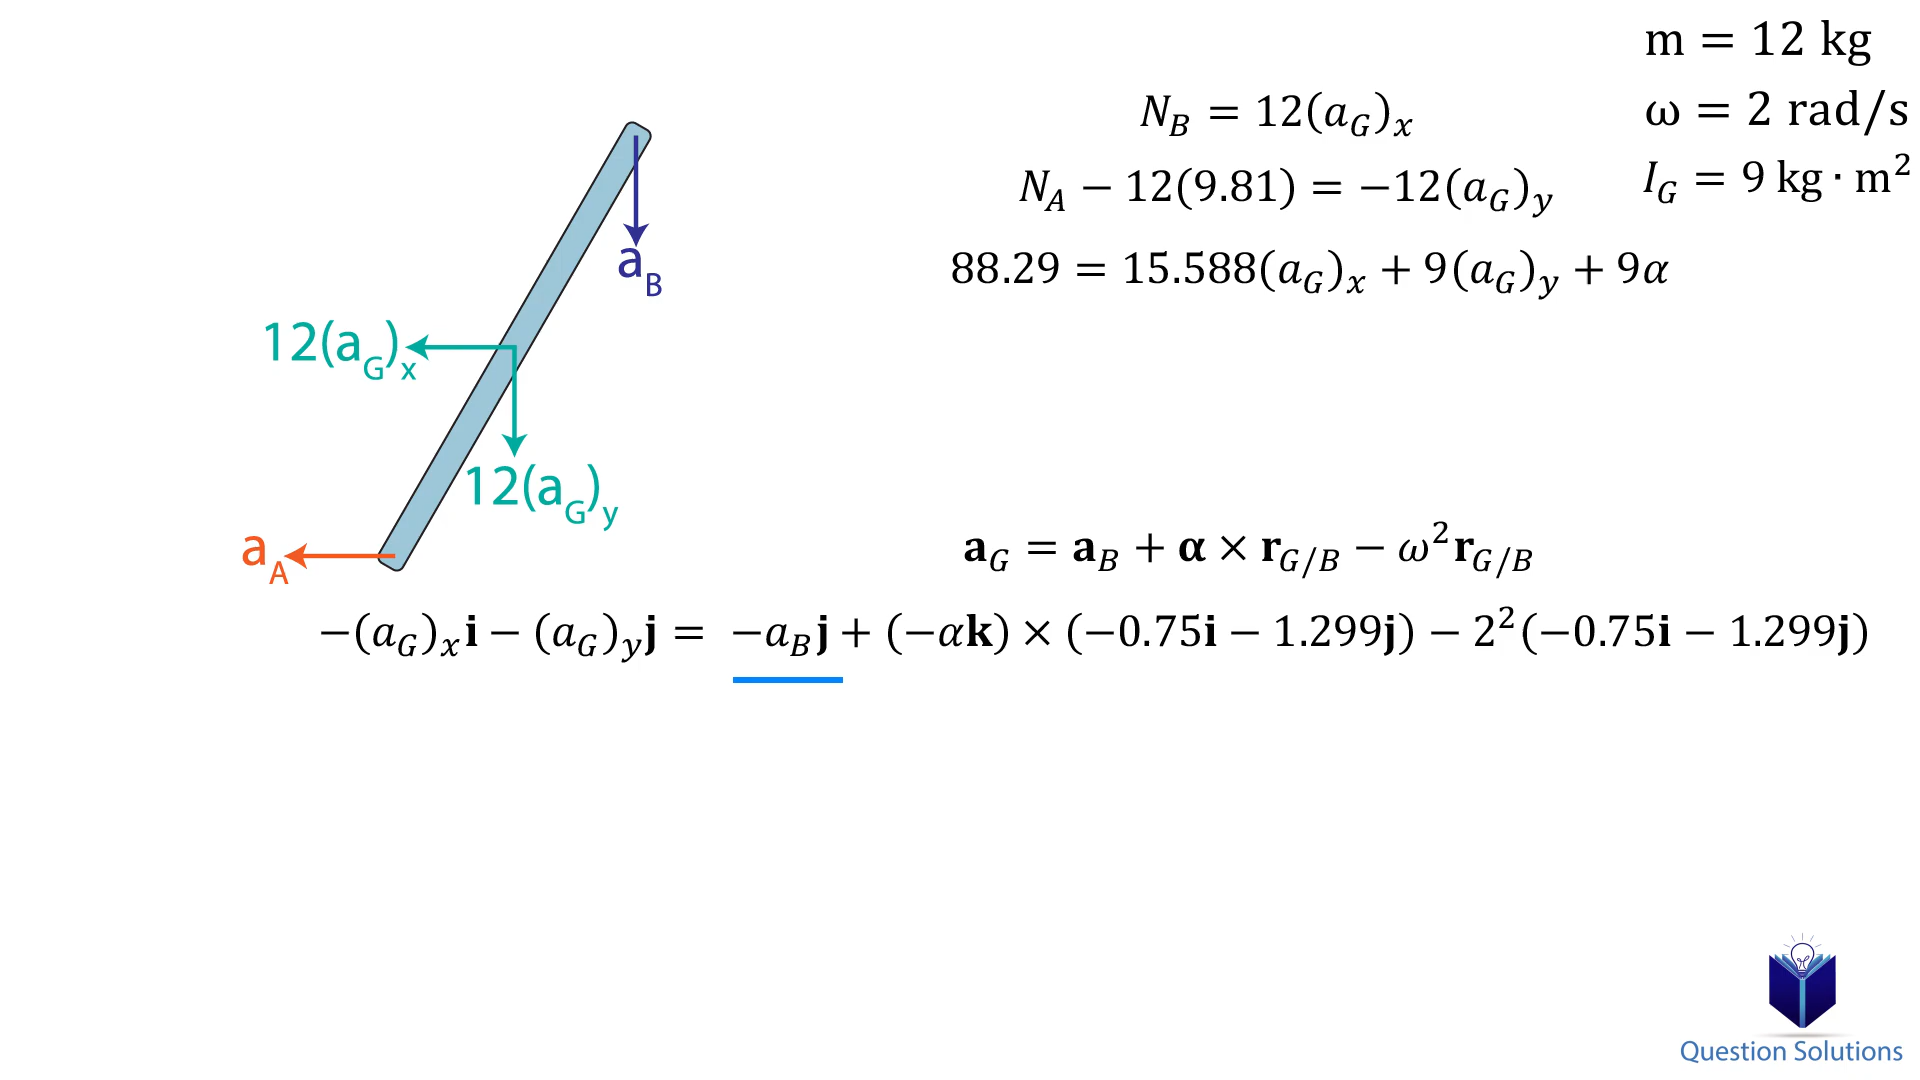 m = 12 kg
ω = 2 rad/s
I_G = 9 kg · m²
N_B = 12(a_G)_x
N_A − 12(9.81) = −12(a_G)_y
88.29 = 15.588(a_G)_x + 9(a_G)_y + 9α
a_B
12(a_G)_x
12(a_G)_y
a_A
a_G = a_B + α × r_{G/B} − ω²r_{G/B}
−(a_G)_x i − (a_G)_y j = −a_B j + (−αk) × (−0.75i − 1.299j) − 2²(−0.75i − 1.299j)
Question Solutions